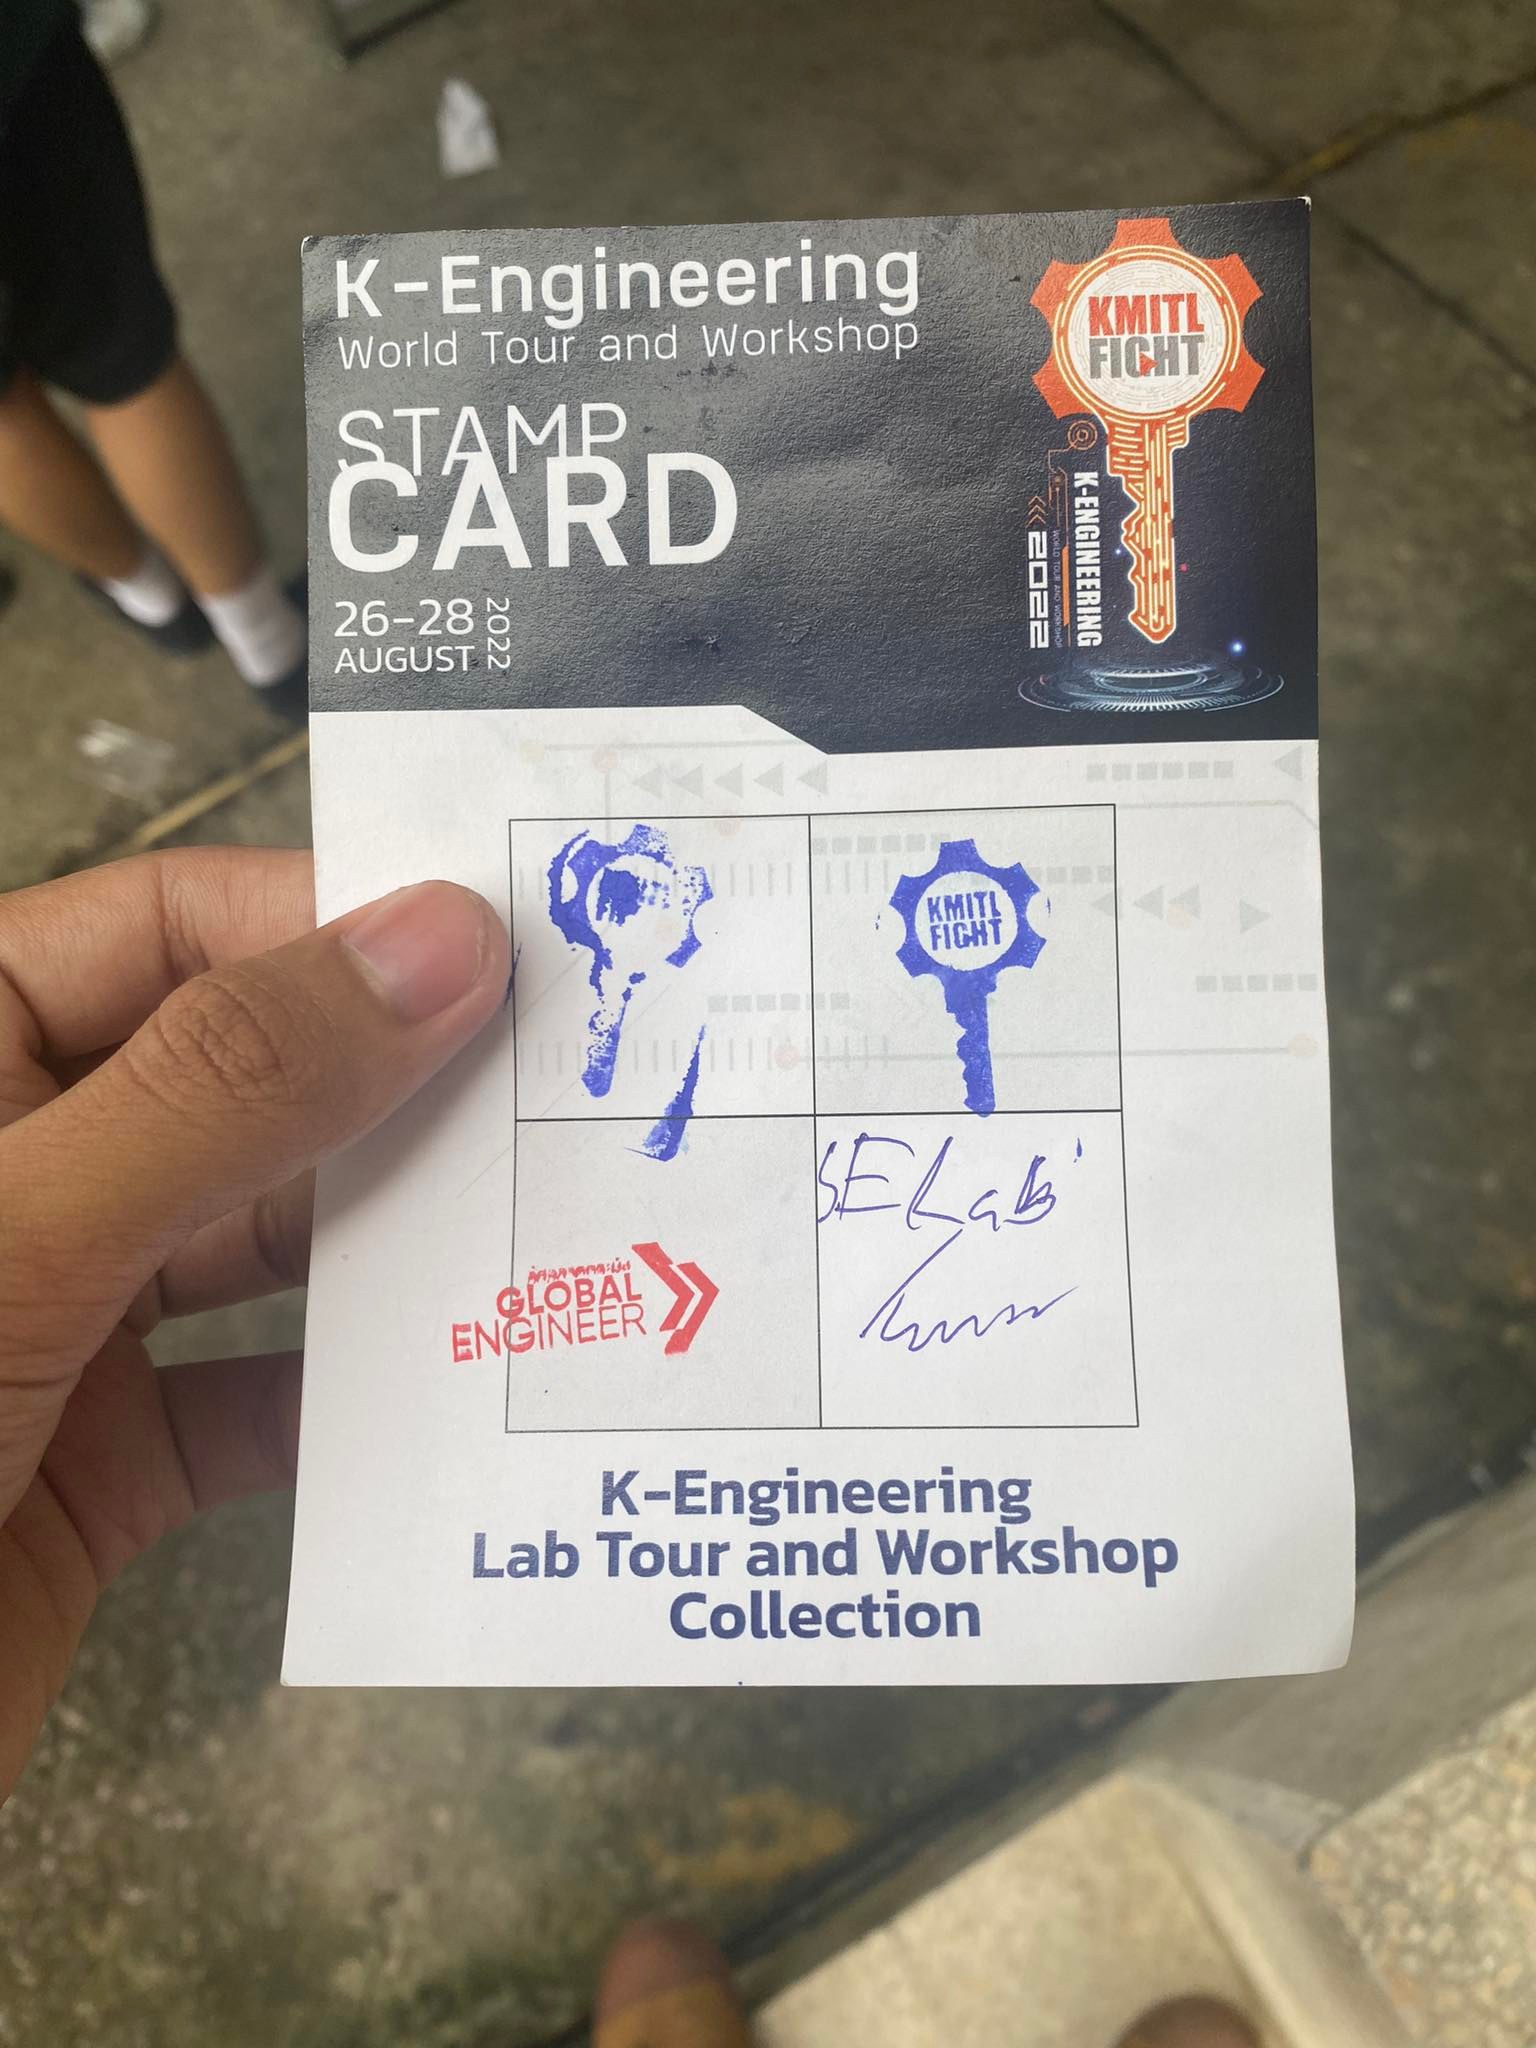 K-Engineering
World Tour and Workshop
STAMP
CARD
26-28
AUGUST
2022
KMITL
FIGHT
K-ENGINEERING
WORLD TOUR AND WORKSHOP
2022
KMITL
FIGHT
SE Lab
GLOBAL
ENGINEER
K-Engineering
Lab Tour and Workshop
Collection